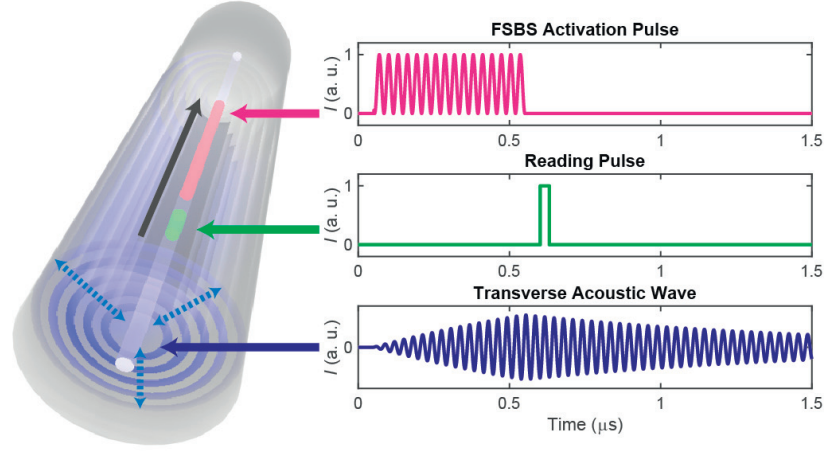 FSBS Activation Pulse
I (a. u.)
1
0
0
0.5
1
1.5
Reading Pulse
I (a. u.)
1
0
0
0.5
1
1.5
Transverse Acoustic Wave
0
0
0.5
1
1.5
Time (μs)